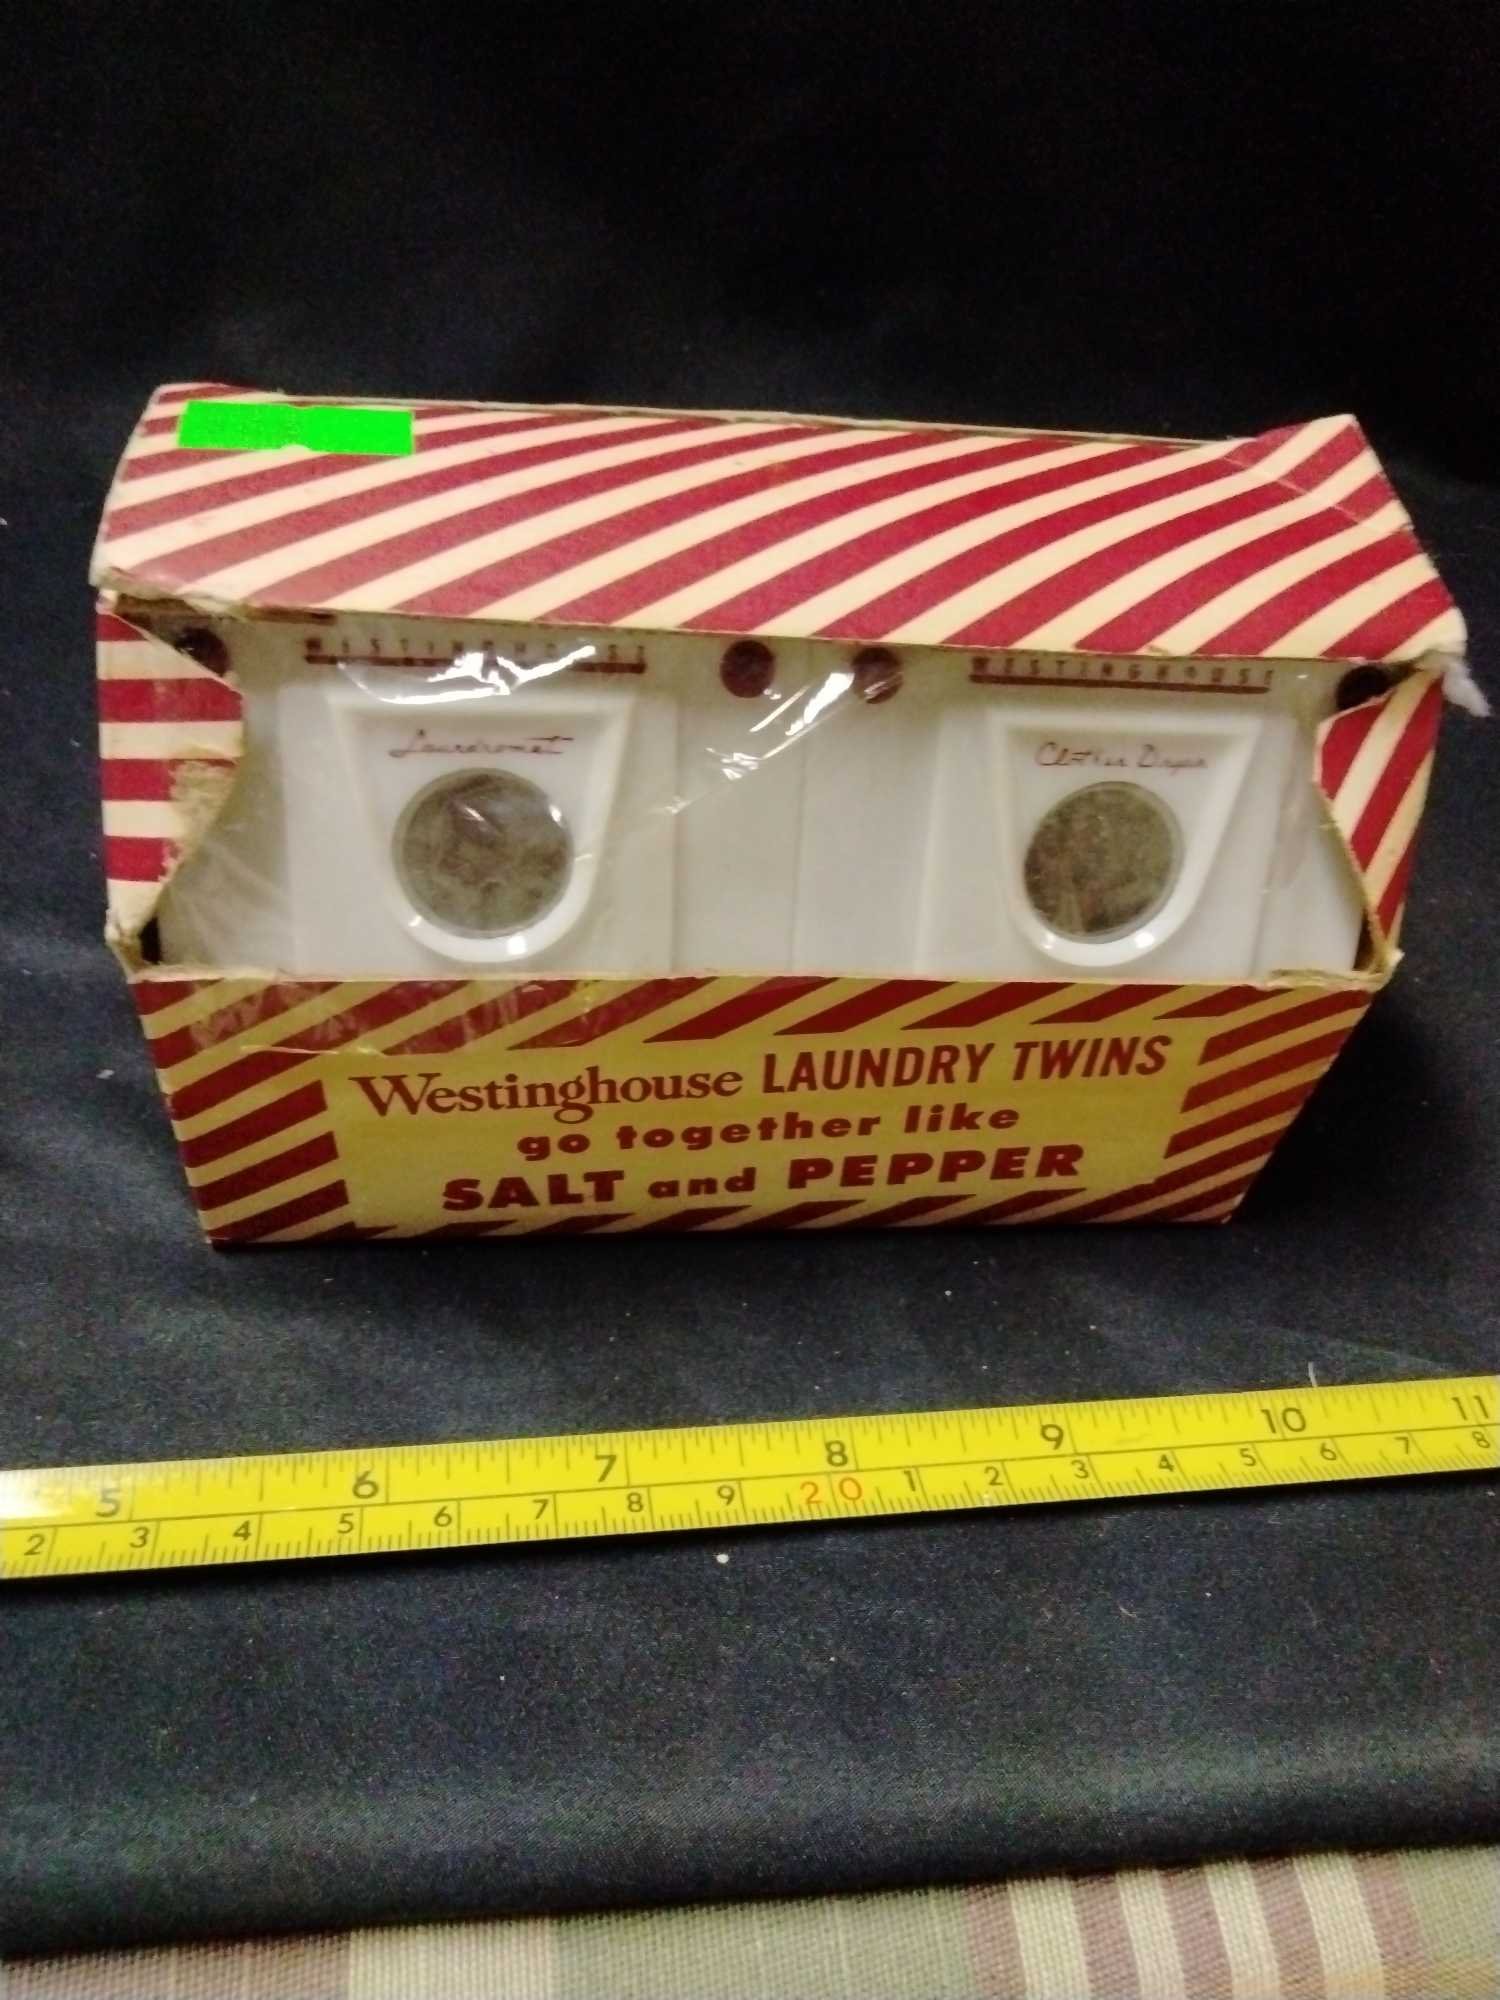 WESTINGHOUSE
WESTINGHOUSE
Laundromat
Clothes Dryer
Westinghouse LAUNDRY TWINS
go together like
SALT and PEPPER
5 6 7 8 9 10 11
2 3 4 5 6 7 8 9 20 1 2 3 4 5 6 7 8